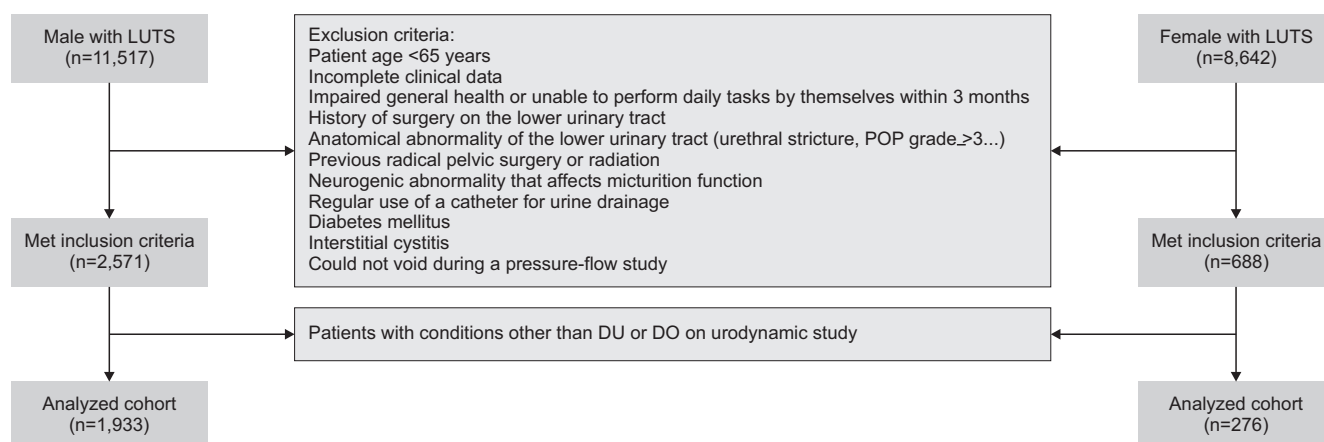 Male with LUTS
(n=11,517)
Exclusion criteria:
Patient age <65 years
Incomplete clinical data
Impaired general health or unable to perform daily tasks by themselves within 3 months
History of surgery on the lower urinary tract
Anatomical abnormality of the lower urinary tract (urethral stricture, POP grade ≥3...)
Previous radical pelvic surgery or radiation
Neurogenic abnormality that affects micturition function
Regular use of a catheter for urine drainage
Diabetes mellitus
Interstitial cystitis
Could not void during a pressure-flow study
Female with LUTS
(n=8,642)
Met inclusion criteria
(n=2,571)
Met inclusion criteria
(n=688)
Patients with conditions other than DU or DO on urodynamic study
Analyzed cohort
(n=1,933)
Analyzed cohort
(n=276)